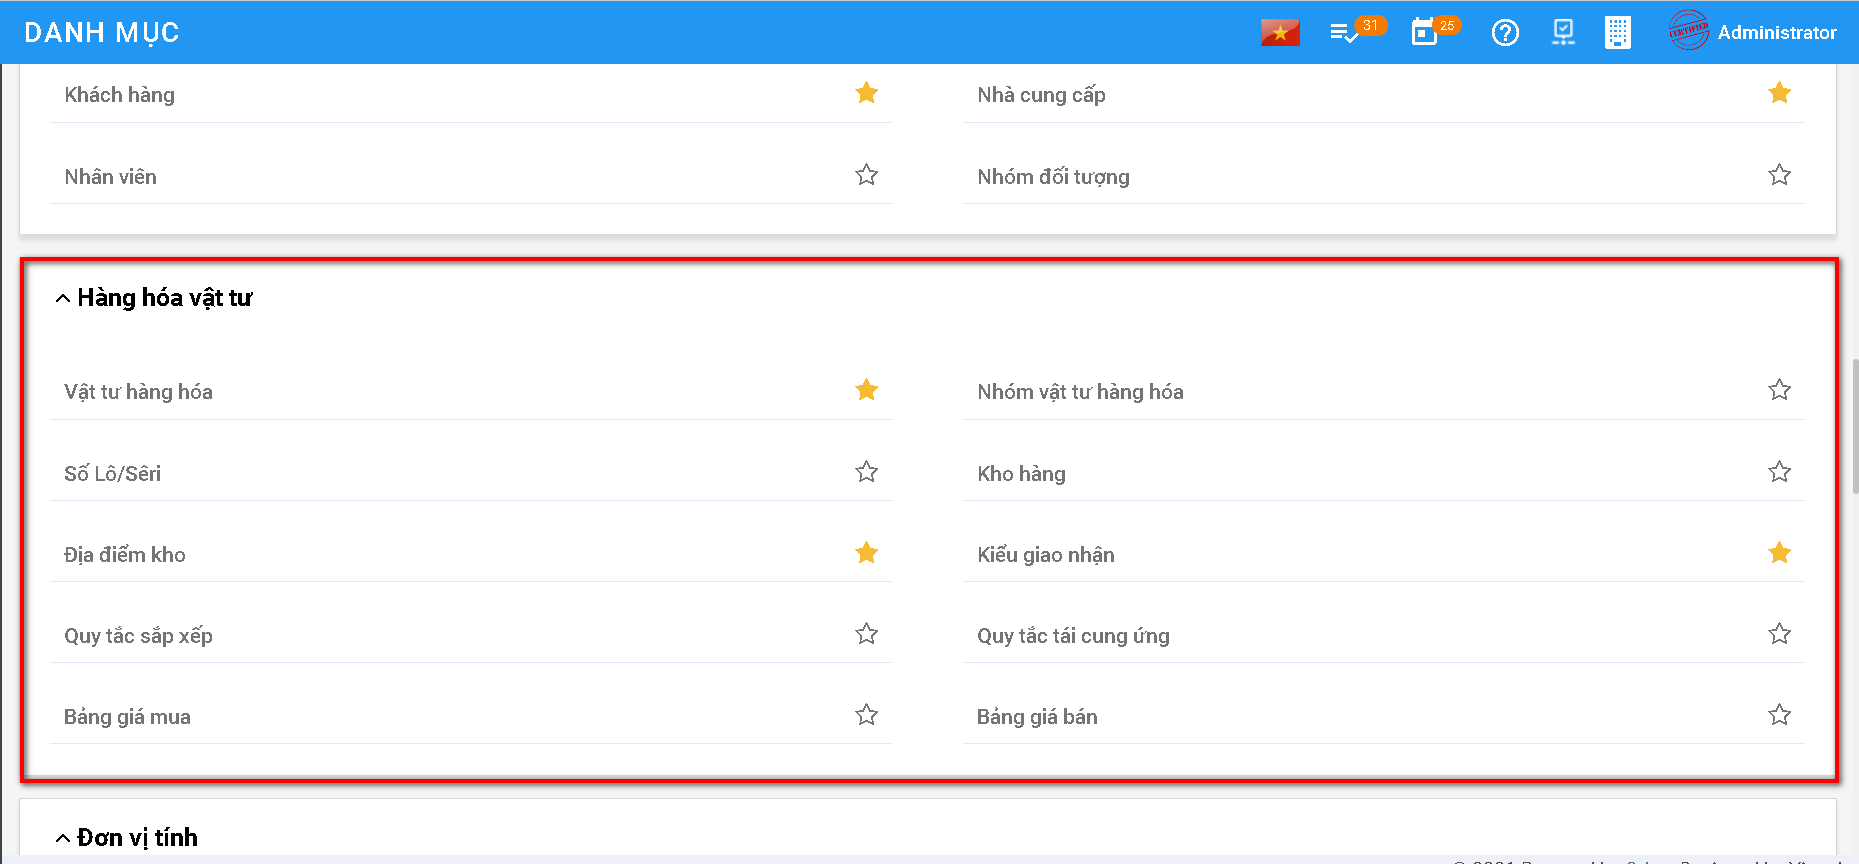 DANH MỤC
31
25
CERTIFIED
Administrator
Khách hàng
Nhà cung cấp
Nhân viên
Nhóm đối tượng
Hàng hóa vật tư
Vật tư hàng hóa
Nhóm vật tư hàng hóa
Số Lô/Sêri
Kho hàng
Địa điểm kho
Kiểu giao nhận
Quy tắc sắp xếp
Quy tắc tái cung ứng
Bảng giá mua
Bảng giá bán
Đơn vị tính